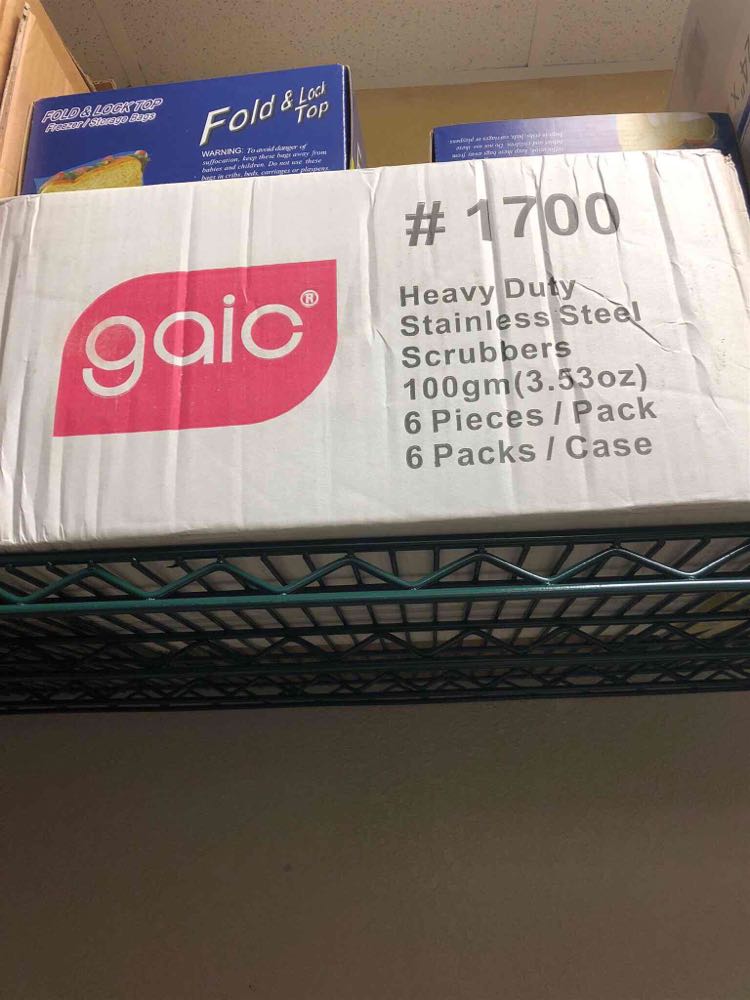 FOLD & LOCK TOP
Freezer / Storage Bags
Fold & Lock
Top
WARNING: To avoid danger of
suffocation, keep these bags away from
babies and children. Do not use these
bags in cribs, beds, carriages or playpens.
# 1700
gaic®
Heavy Duty
Stainless Steel
Scrubbers
100gm(3.53oz)
6 Pieces / Pack
6 Packs / Case